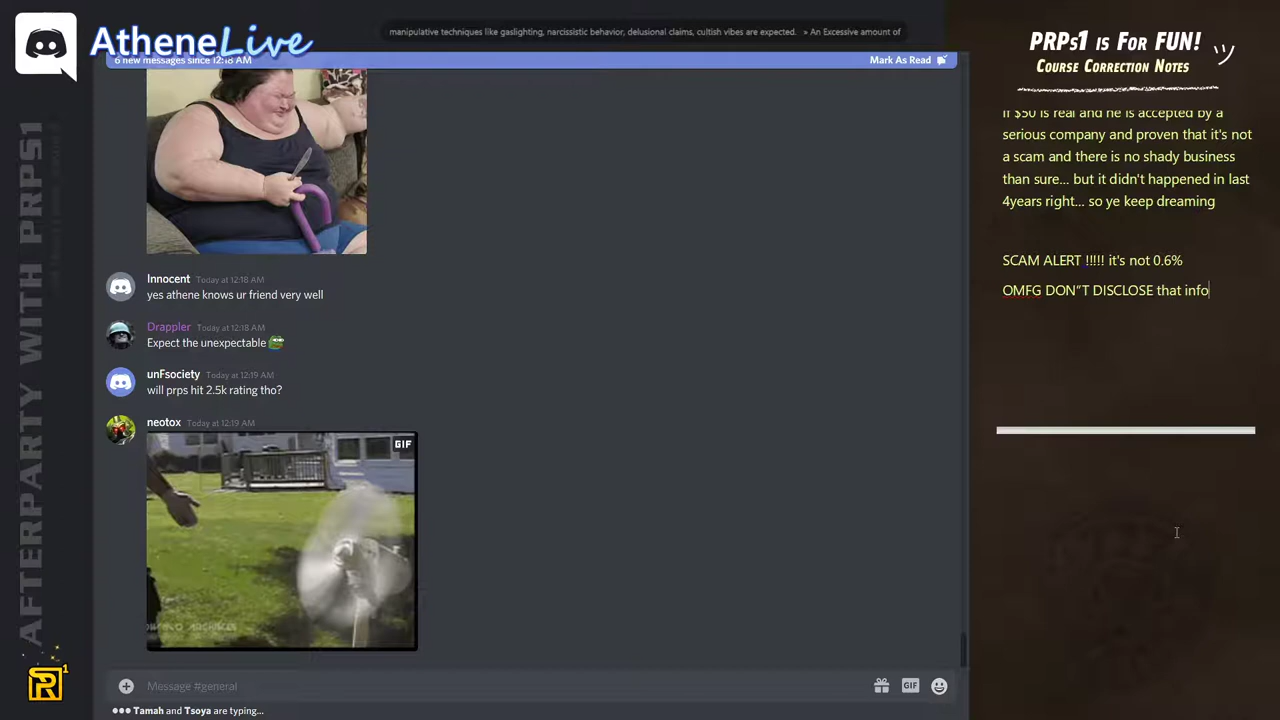 AtheneLive
manipulative techniques like gaslighting, narcissistic behavior, delusional claims, cultish vibes are expected. » An Excessive amount of
6 new messages since 12:18 AM
Mark As Read
Innocent Today at 12:18 AM
yes athene knows ur friend very well
Drappler Today at 12:18 AM
Expect the unexpectable
unFsociety Today at 12:19 AM
will prps hit 2.5k rating tho?
neotox Today at 12:19 AM
GIF
Message #general
GIF
Tamah and Tsoya are typing...
AFTERPARTY WITH PRPS1
R1
PRPs1 is For FUN! ツ
Course Correction Notes
If $50 is real and he is accepted by a
serious company and proven that it's not
a scam and there is no shady business
than sure... but it didn't happened in last
4years right... so ye keep dreaming
SCAM ALERT !!!!! it's not 0.6%
OMFG DON"T DISCLOSE that info